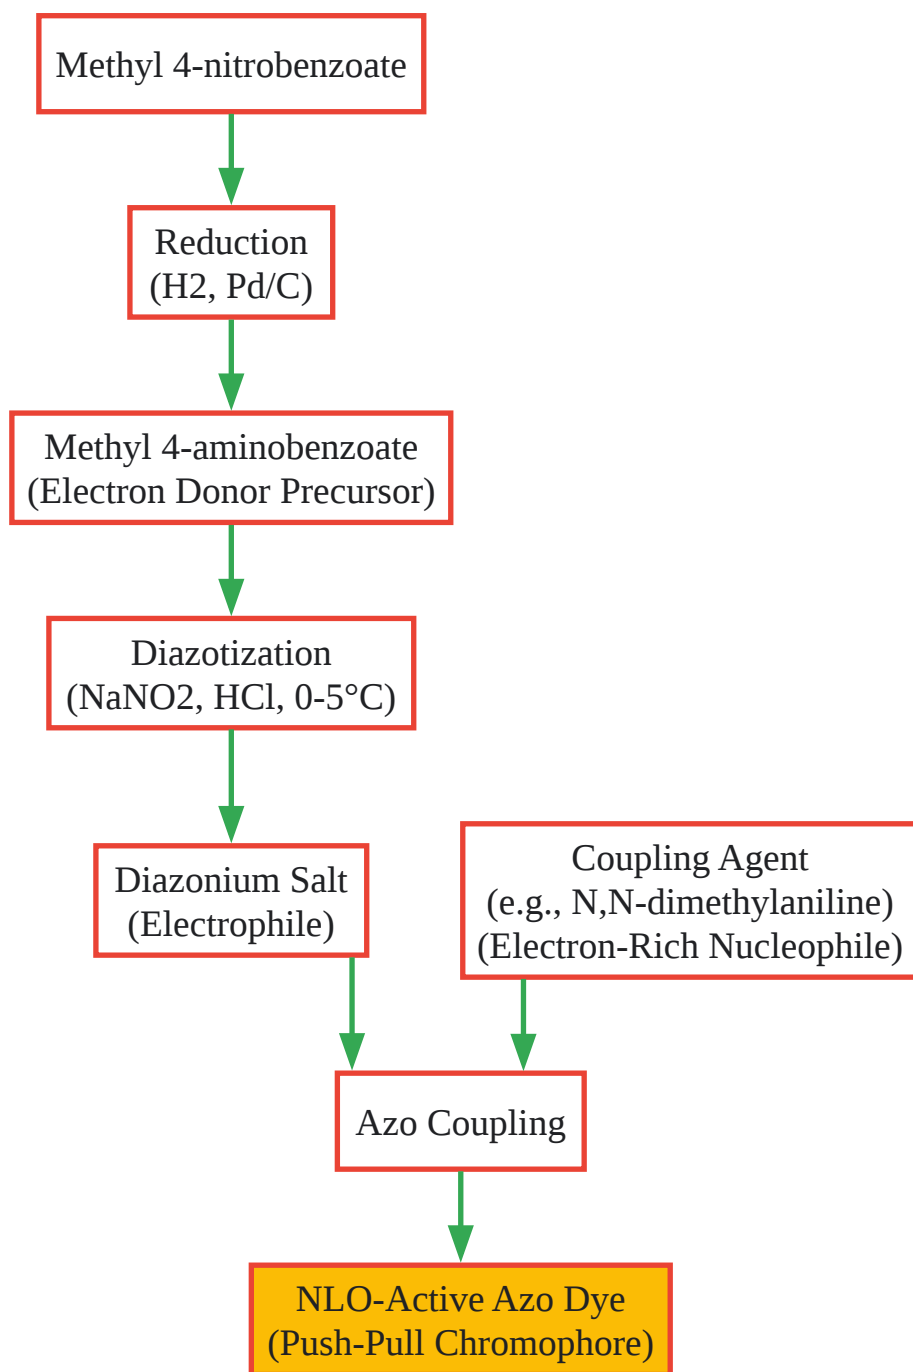 Methyl 4-nitrobenzoate
Reduction
(H2, Pd/C)
Methyl 4-aminobenzoate
(Electron Donor Precursor)
Diazotization
(NaNO2, HCl, 0-5°C)
Diazonium Salt
(Electrophile)
Coupling Agent
(e.g., N,N-dimethylaniline)
(Electron-Rich Nucleophile)
Azo Coupling
NLO-Active Azo Dye
(Push-Pull Chromophore)